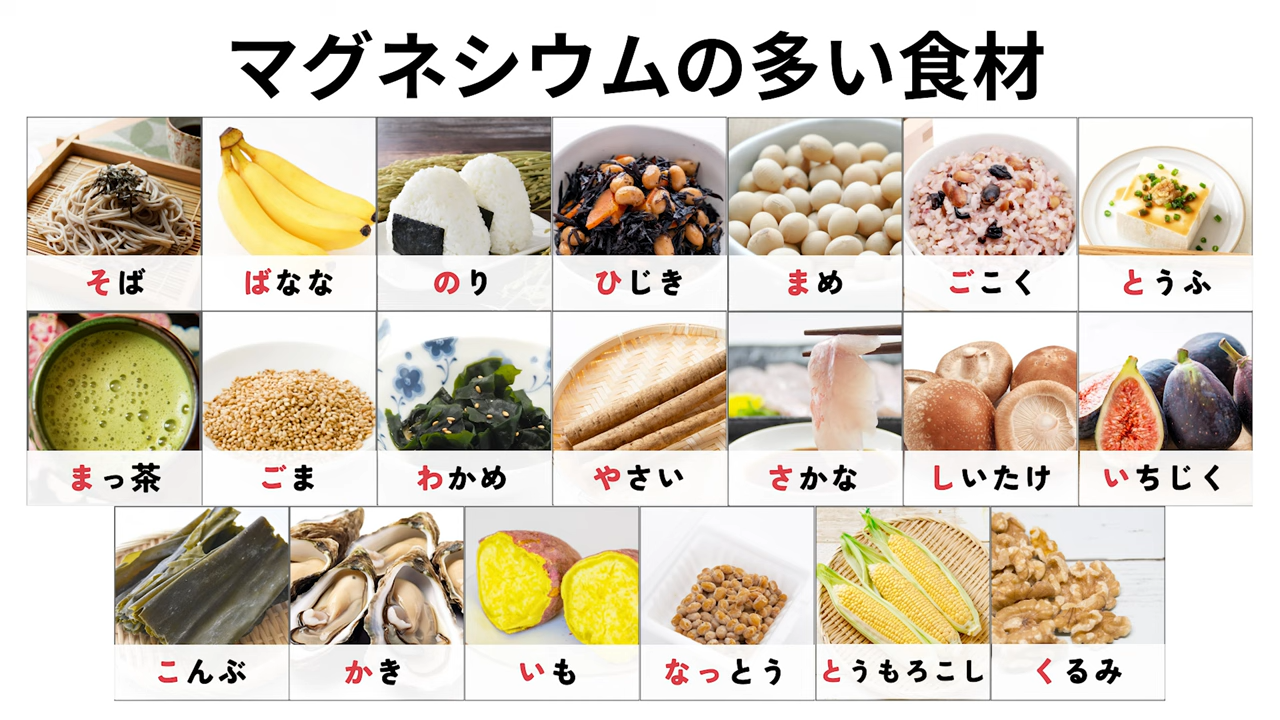 マグネシウムの多い食材
そば ばなな のり ひじき まめ ごこく とうふ
まっ茶 ごま わかめ やさい さかな しいたけ いちじく
こんぶ かき いも なっとう とうもろこし くるみ